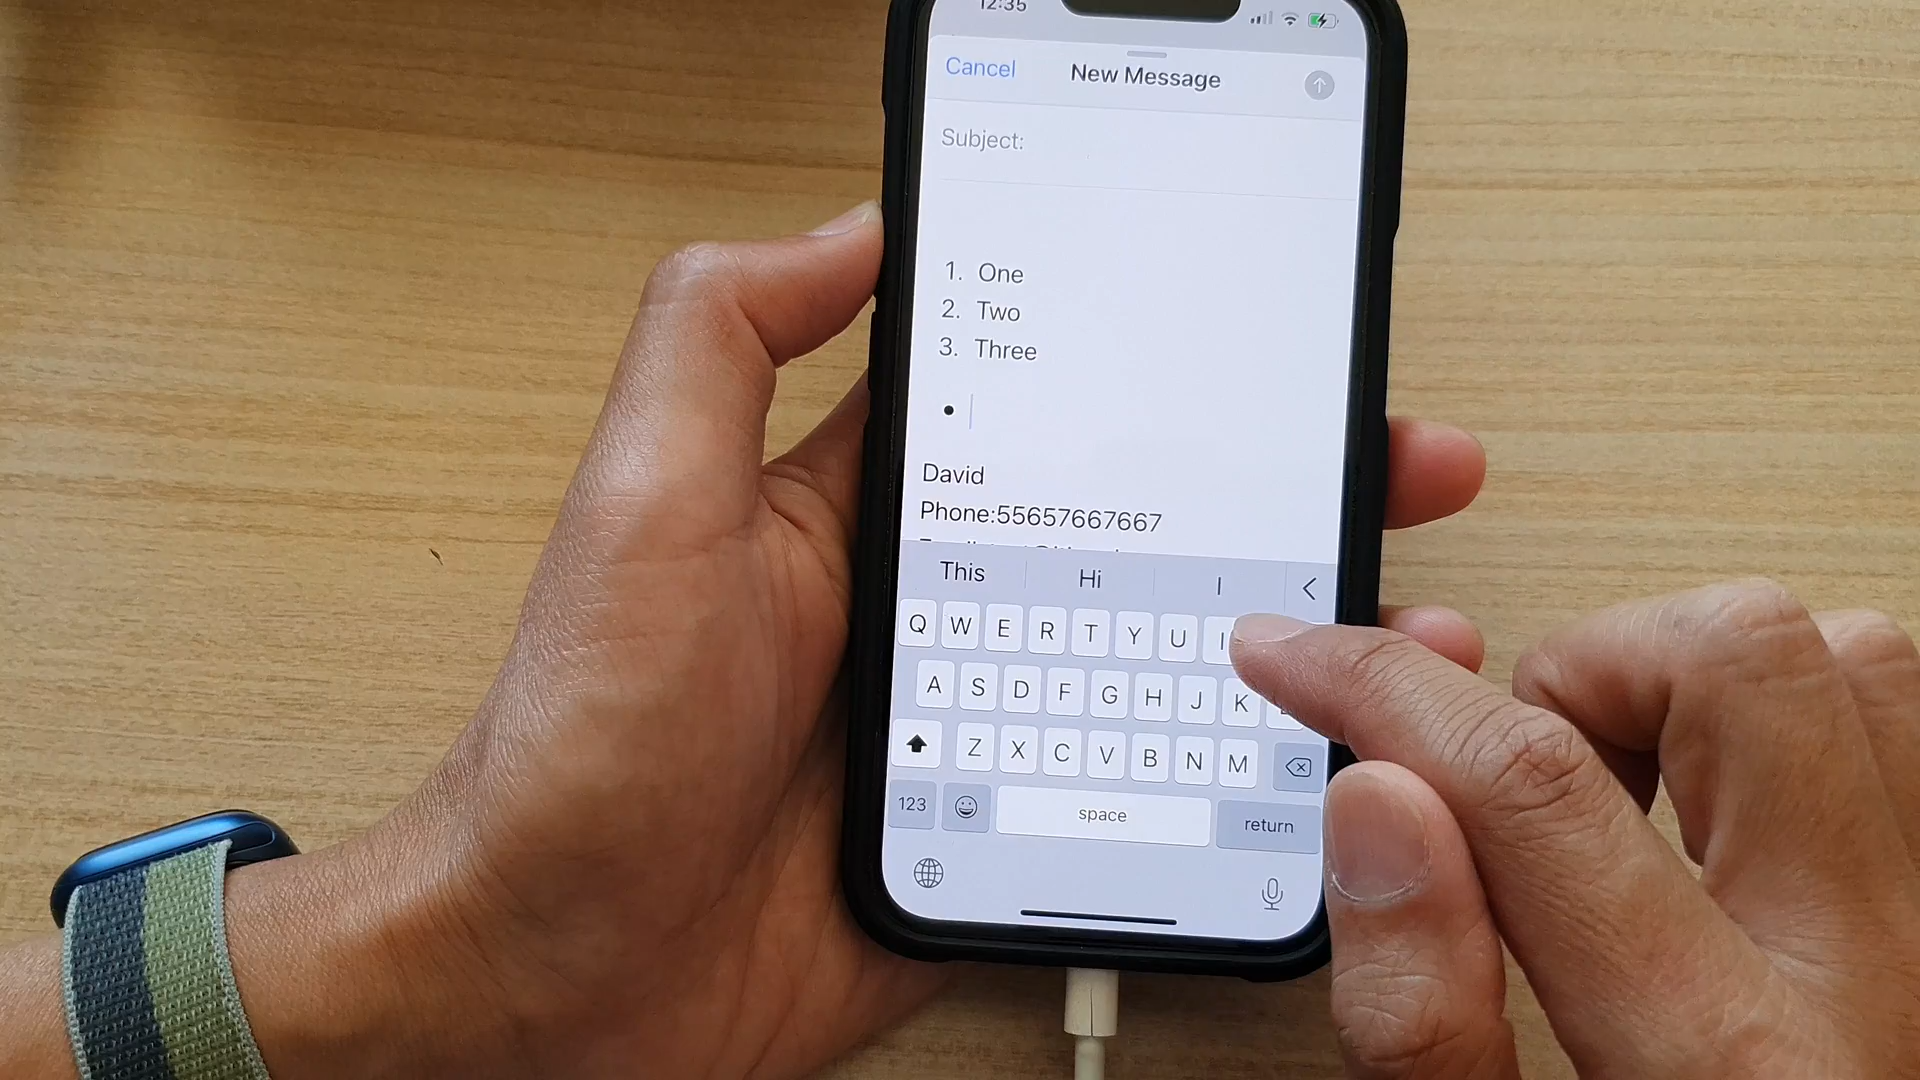 12:35
Cancel New Message
Subject:
1. One
2. Two
3. Three
•
David
Phone:55657667667
This Hi I
Q W E R T Y U I
A S D F G H J K
Z X C V B N M
123 space return